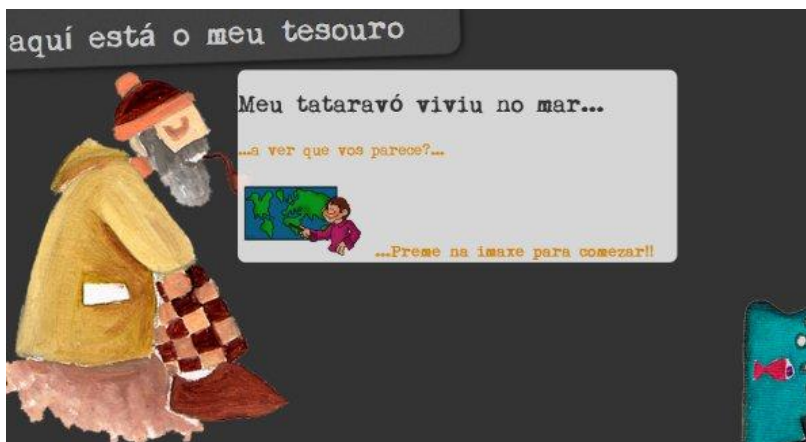 aquí está o meu tesouro
Meu tataravó viviu no mar...
...a ver que vos parece?...
...Preme na imaxe para comezar!!